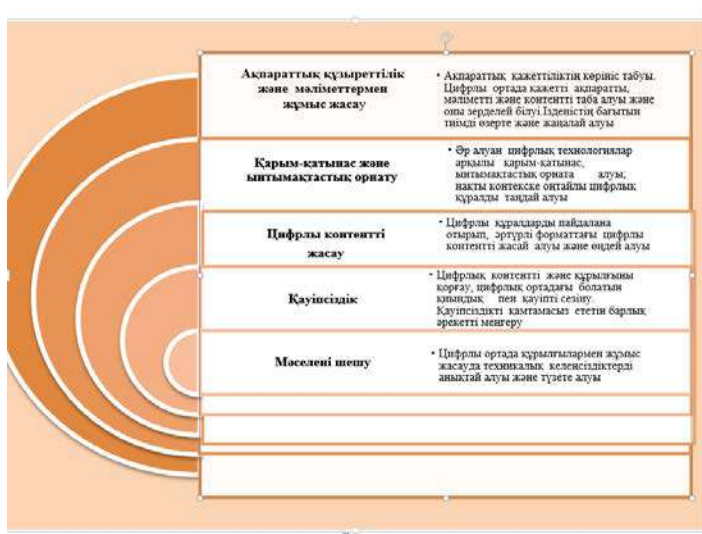 Ақпараттық құзыреттілік
және мәліметтермен
жұмыс жасау
• Ақпараттық қажеттіліктің көрініс табуы.
Цифрлы ортада қажетті ақпаратты,
мәліметті және контентті таба алуы және
оны зерделей білуі.Ізденістің бағытын
тиімді өзерте және жаңалай алуы
Қарым-қатынас және
ынтымақтастық орнату
• Әр алуан цифрлық технологиялар
арқылы қарым-қатынас,
ынтымақтастық орната алуы,
нақты контекске оңтайлы цифрлық
құралды таңдай алуы
Цифрлы контентті
жасау
• Цифрлы құралдарды пайдалана
отырып, әртүрлі форматтағы цифрлы
контентті жасай алуы және өңдей алуы
Қауіпсіздік
• Цифрлық контентті және құрылғыны
қорғау, цифрлық ортадағы болатын
қиындық пен қауіпті сезіну.
Қауіпсіздікті қамтамасыз ететін барлық
әрекетті меңгеру
Мәселені шешу
• Цифрлы ортада құрылғылармен жұмыс
жасауда техникалық келеңсіздіктерді
анықтай алуы және түзете алуы